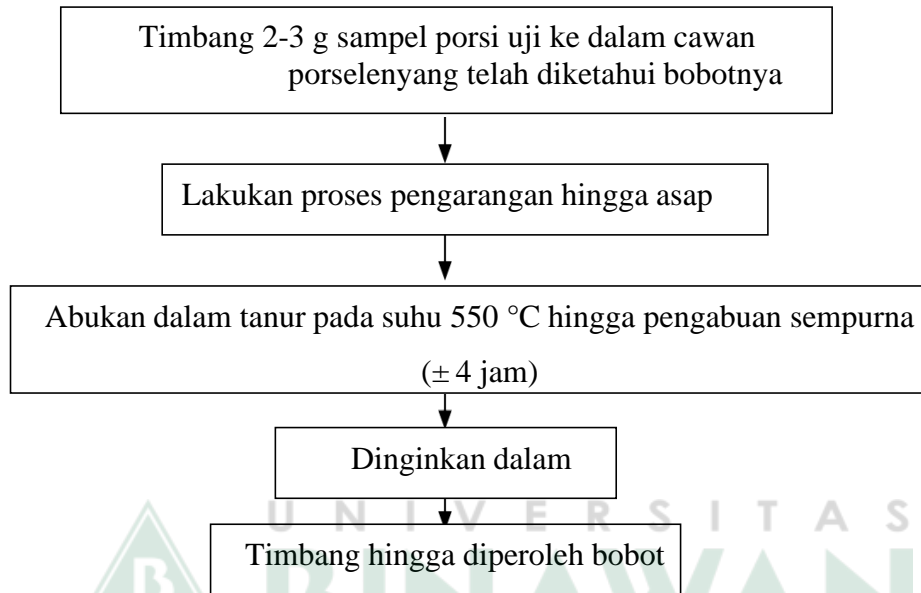 Timbang 2-3 g sampel porsi uji ke dalam cawan
porselenyang telah diketahui bobotnya
Lakukan proses pengarangan hingga asap
Abukan dalam tanur pada suhu 550 °C hingga pengabuan sempurna
(± 4 jam)
Dinginkan dalam
UNIVERSITAS
BINAWAN
Timbang hingga diperoleh bobot